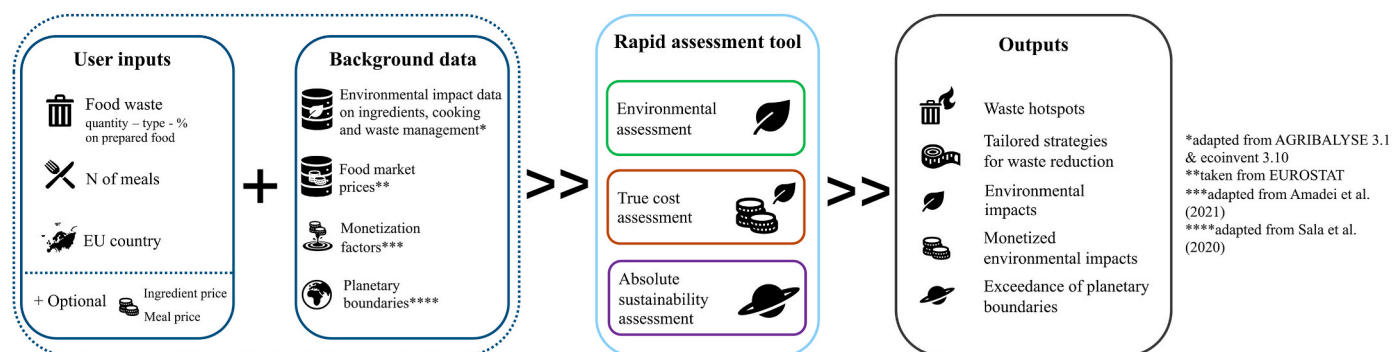 User inputs
Food waste
quantity – type - %
on prepared food
N of meals
EU country
+ Optional
Ingredient price
Meal price
+
Background data
Environmental impact data
on ingredients, cooking
and waste management*
Food market
prices**
Monetization
factors***
Planetary
boundaries****
>>
Rapid assessment tool
Environmental
assessment
True cost
assessment
Absolute
sustainability
assessment
>>
Outputs
Waste hotspots
Tailored strategies
for waste reduction
Environmental
impacts
Monetized
environmental impacts
Exceedance of planetary
boundaries
*adapted from AGRIBALYSE 3.1
& ecoinvent 3.10
**taken from EUROSTAT
***adapted from Amadei et al.
(2021)
****adapted from Sala et al.
(2020)